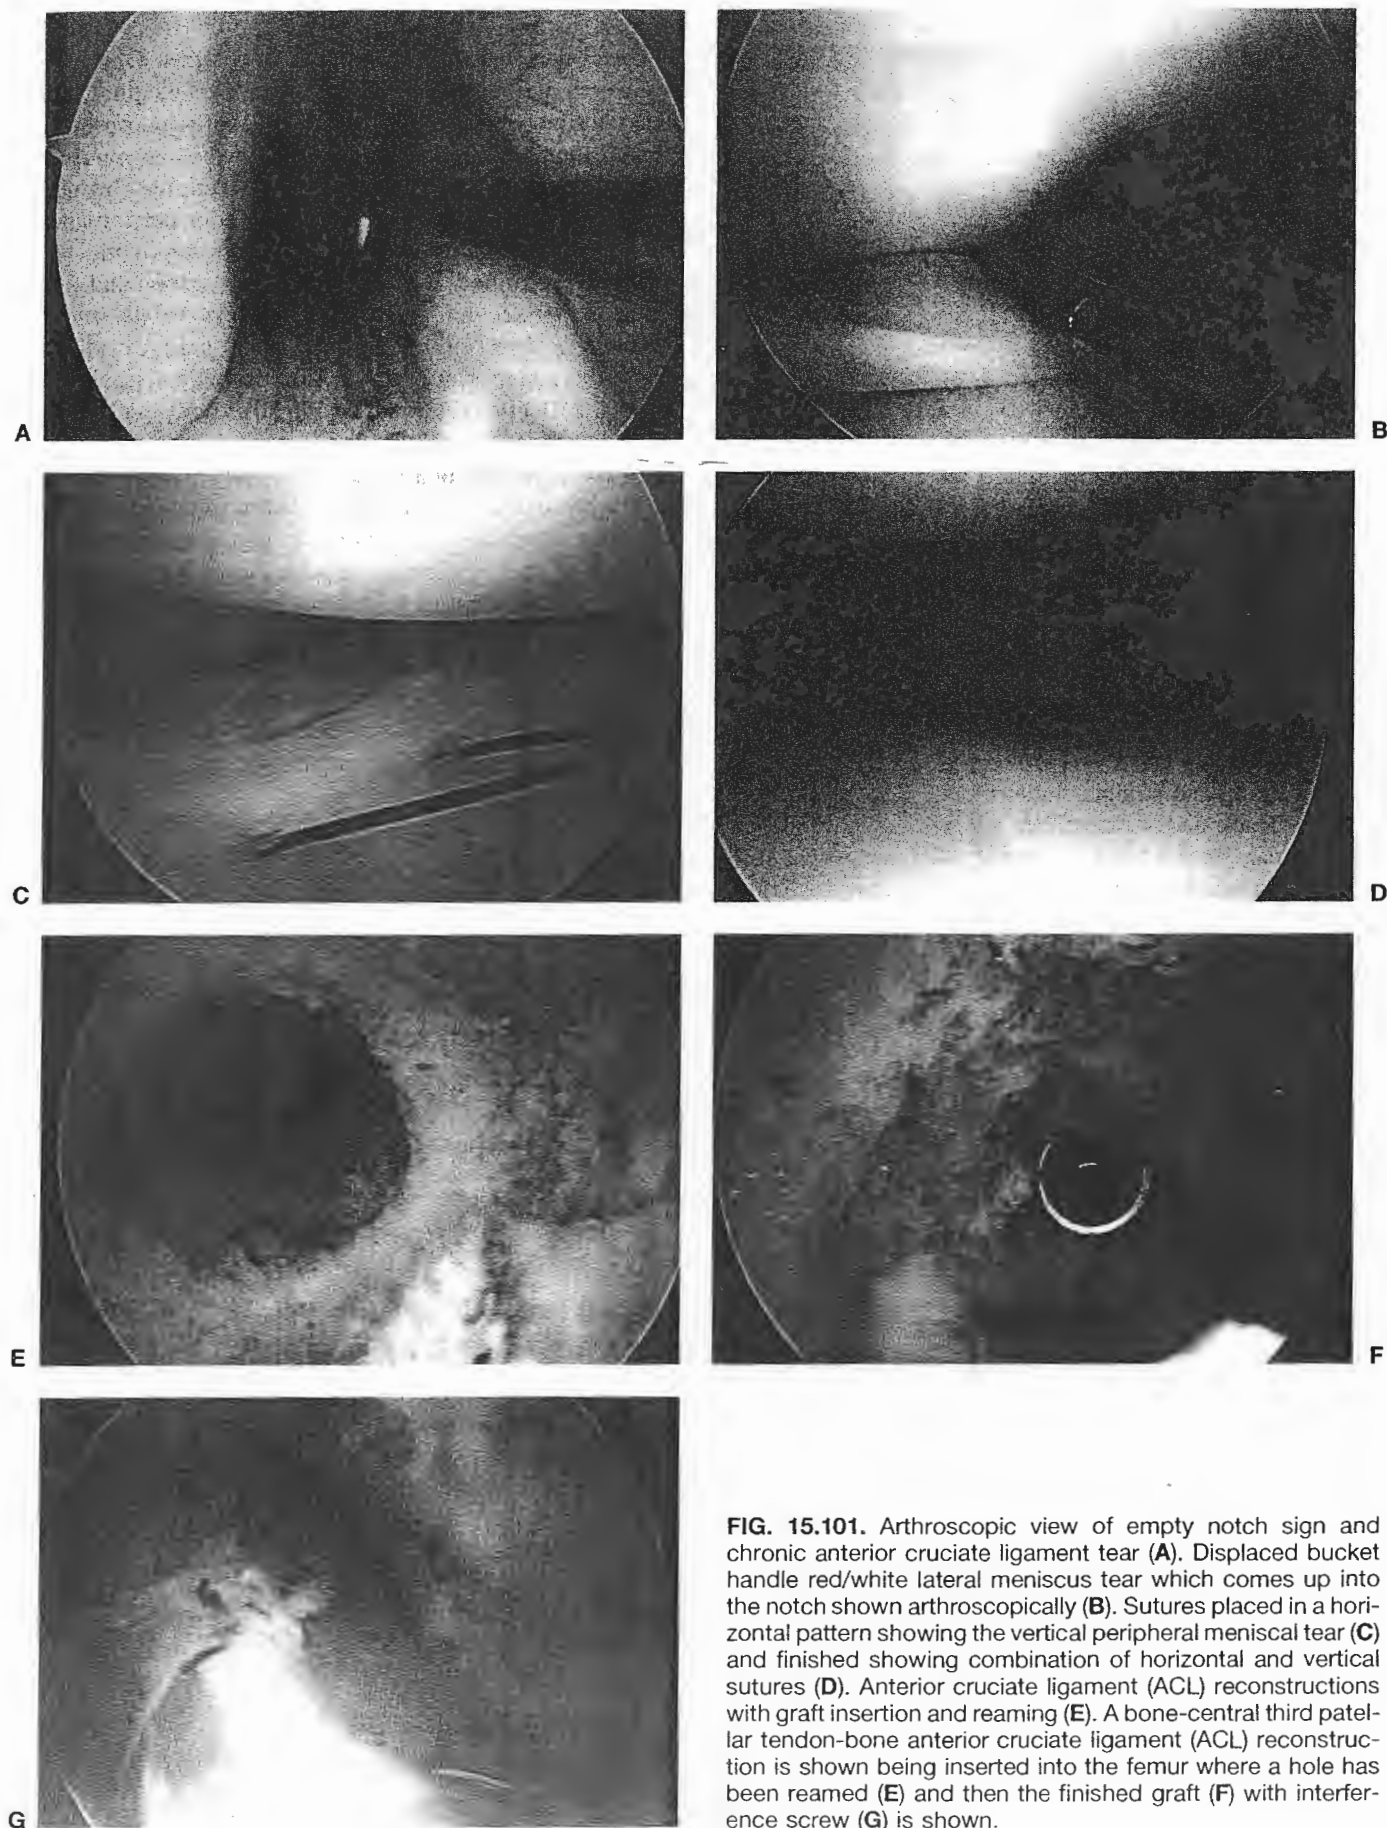 A
B
C
D
E
F
G
FIG. 15.101. Arthroscopic view of empty notch sign and
chronic anterior cruciate ligament tear (A). Displaced bucket
handle red/white lateral meniscus tear which comes up into
the notch shown arthroscopically (B). Sutures placed in a hori-
zontal pattern showing the vertical peripheral meniscal tear (C)
and finished showing combination of horizontal and vertical
sutures (D). Anterior cruciate ligament (ACL) reconstructions
with graft insertion and reaming (E). A bone-central third patel-
lar tendon-bone anterior cruciate ligament (ACL) reconstruc-
tion is shown being inserted into the femur where a hole has
been reamed (E) and then the finished graft (F) with interfer-
ence screw (G) is shown.